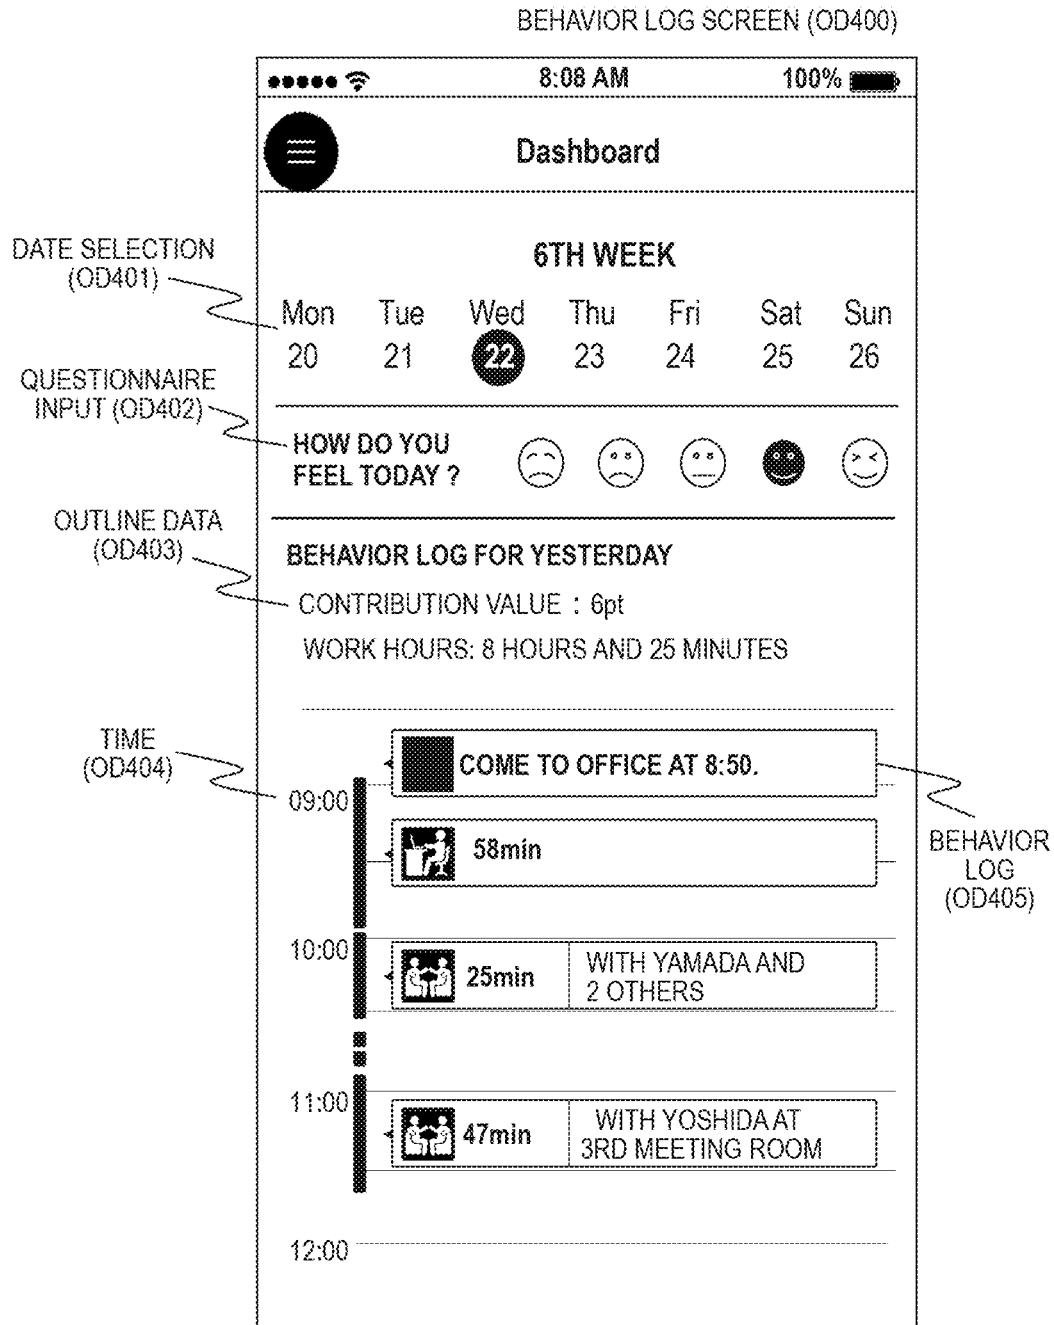 BEHAVIOR LOG SCREEN (OD400)
8:08 AM
100%
Dashboard
DATE SELECTION
(OD401)
6TH WEEK
Mon Tue Wed Thu Fri Sat Sun
20 21 22 23 24 25 26
QUESTIONNAIRE
INPUT (OD402)
HOW DO YOU
FEEL TODAY ?
OUTLINE DATA
(OD403)
BEHAVIOR LOG FOR YESTERDAY
CONTRIBUTION VALUE : 6pt
WORK HOURS: 8 HOURS AND 25 MINUTES
TIME
(OD404)
COME TO OFFICE AT 8:50.
09:00
58min
BEHAVIOR
LOG
(OD405)
10:00
25min
WITH YAMADA AND
2 OTHERS
11:00
47min
WITH YOSHIDA AT
3RD MEETING ROOM
12:00